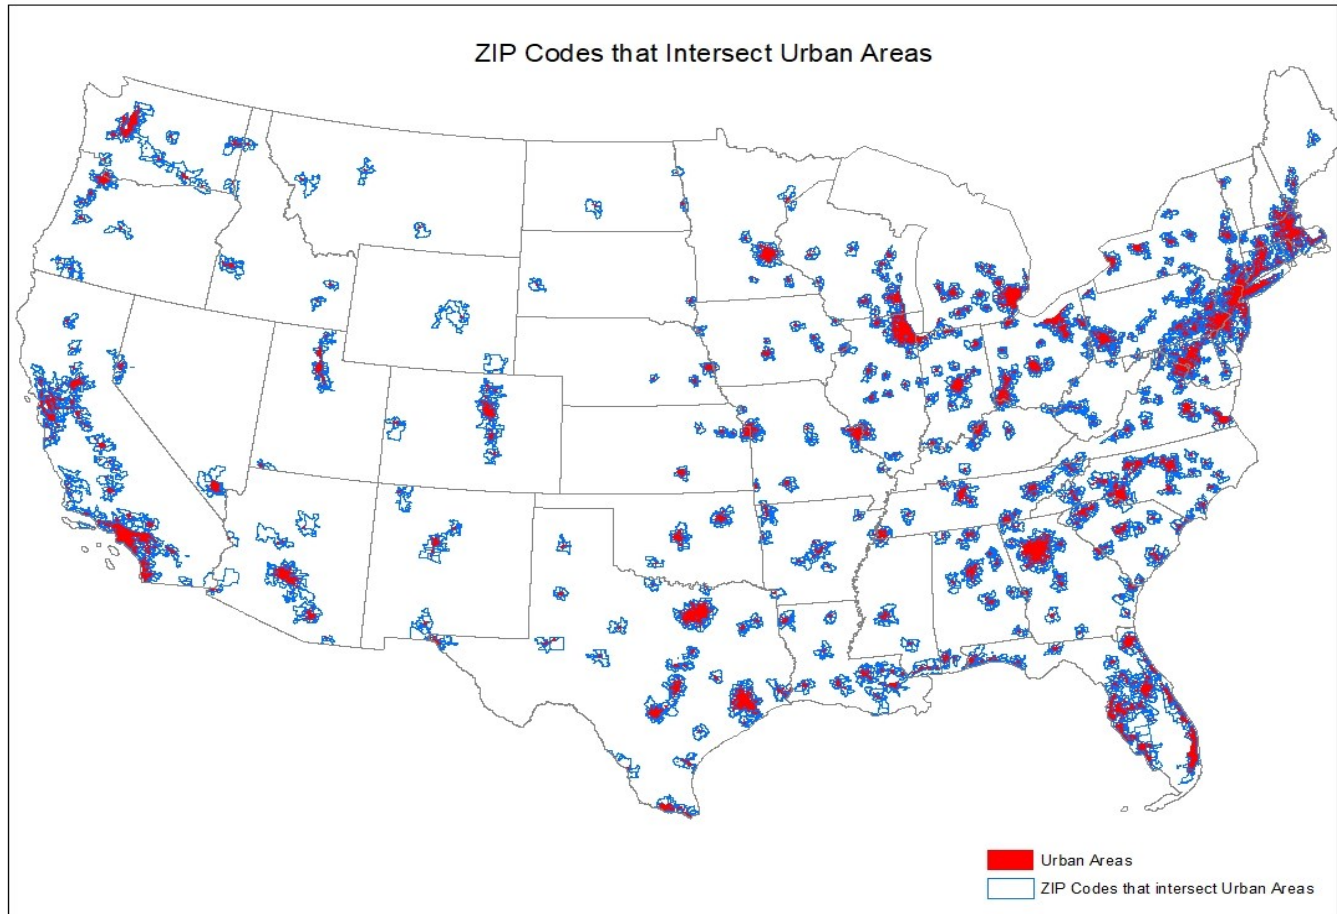 ZIP Codes that Intersect Urban Areas
Urban Areas
ZIP Codes that intersect Urban Areas